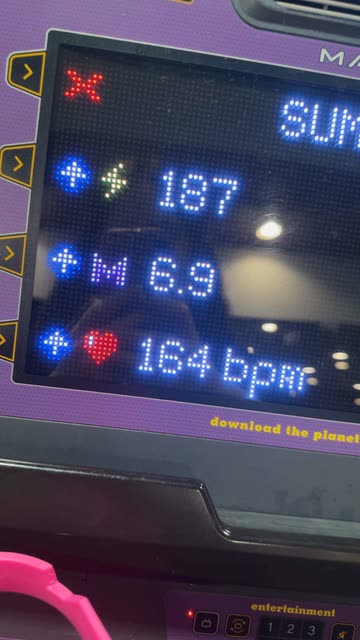 MA
SUM
187
6.9
164 bpm
download the planet
entertainment
1 2 3